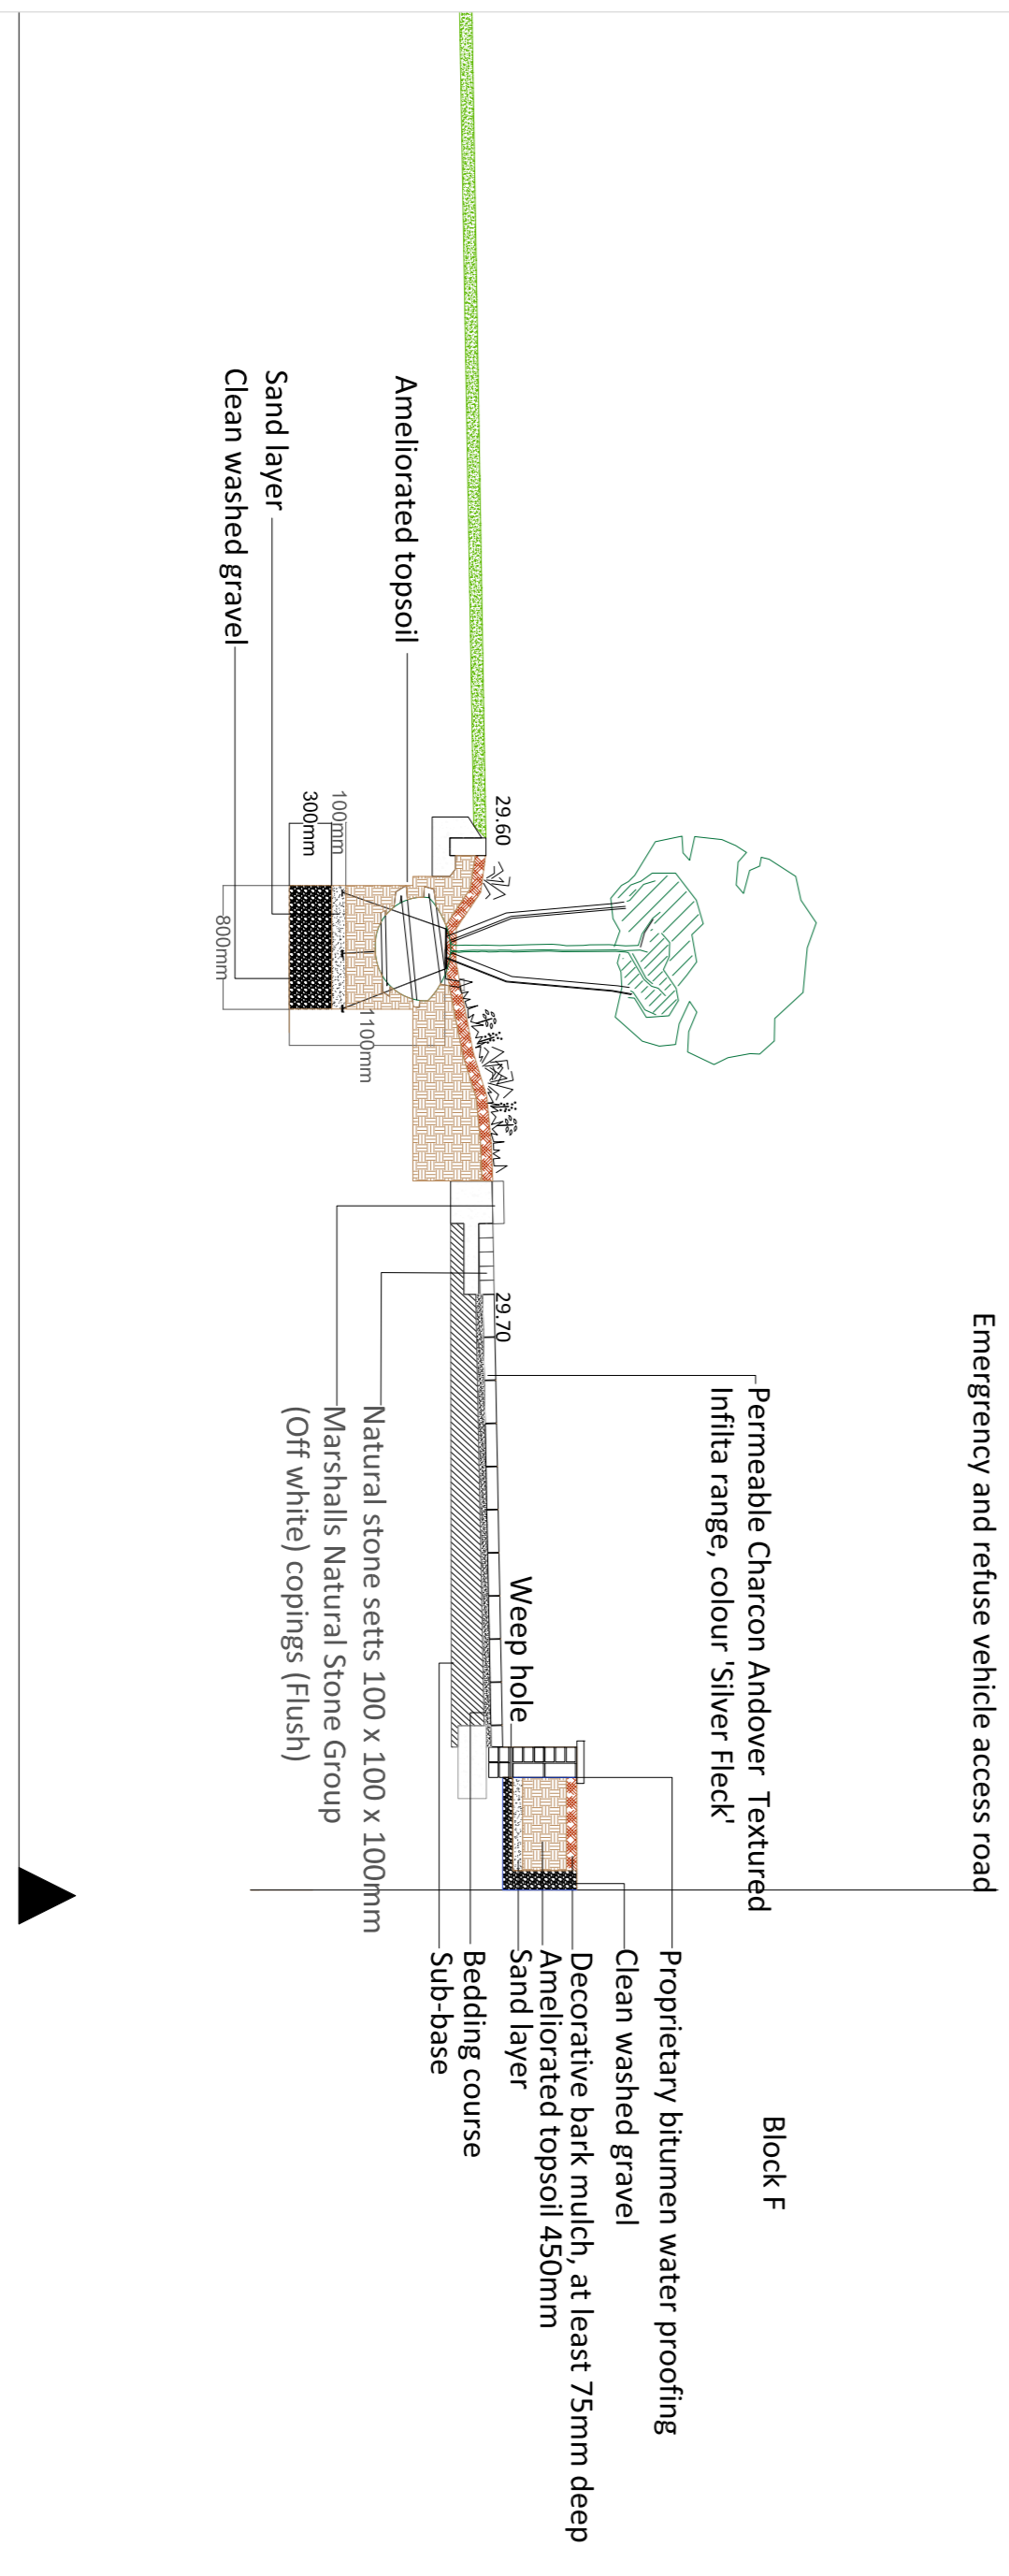 Emergrency and refuse vehicle access road
Block F
Permeable Charcon Andover Textured
Infilta range, colour 'Silver Fleck'
Proprietary bitumen water proofing
Clean washed gravel
Decorative bark mulch, at least 75mm deep
Ameliorated topsoil 450mm
Sand layer
Bedding course
Sub-base
Weep hole
29.60
29.70
Ameliorated topsoil
Sand layer
Clean washed gravel
100mm
300mm
800mm
1100mm
Natural stone setts 100 x 100 x 100mm
Marshalls Natural Stone Group
(Off white) copings (Flush)